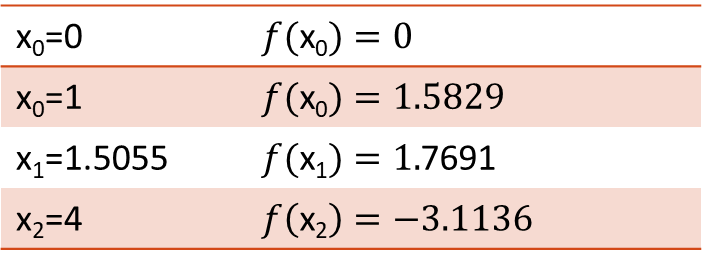 x₀=0 f(x₀) = 0
x₀=1 f(x₀) = 1.5829
x₁=1.5055 f(x₁) = 1.7691
x₂=4 f(x₂) = −3.1136